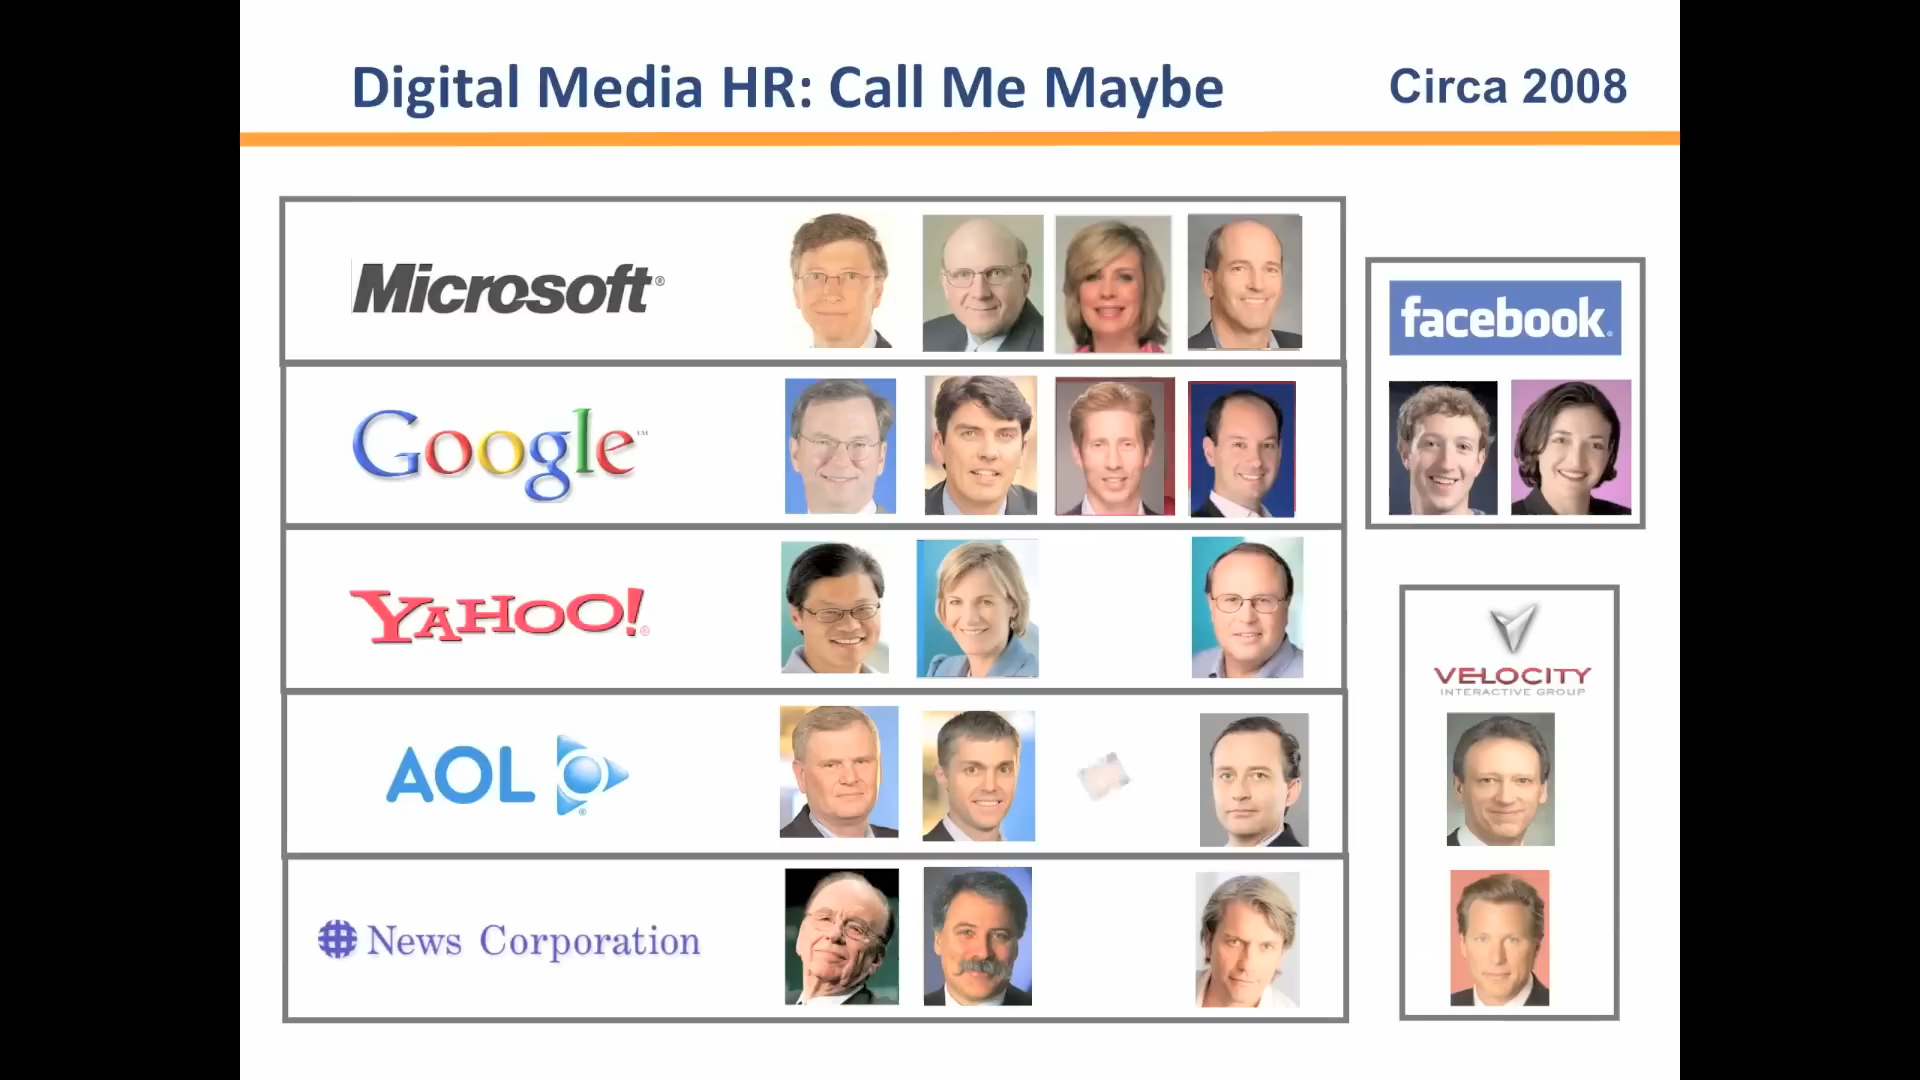 Digital Media HR: Call Me Maybe
Circa 2008
Microsoft®
Google™
YAHOO!®
AOL®
News Corporation
facebook®
VELOCITY
INTERACTIVE GROUP